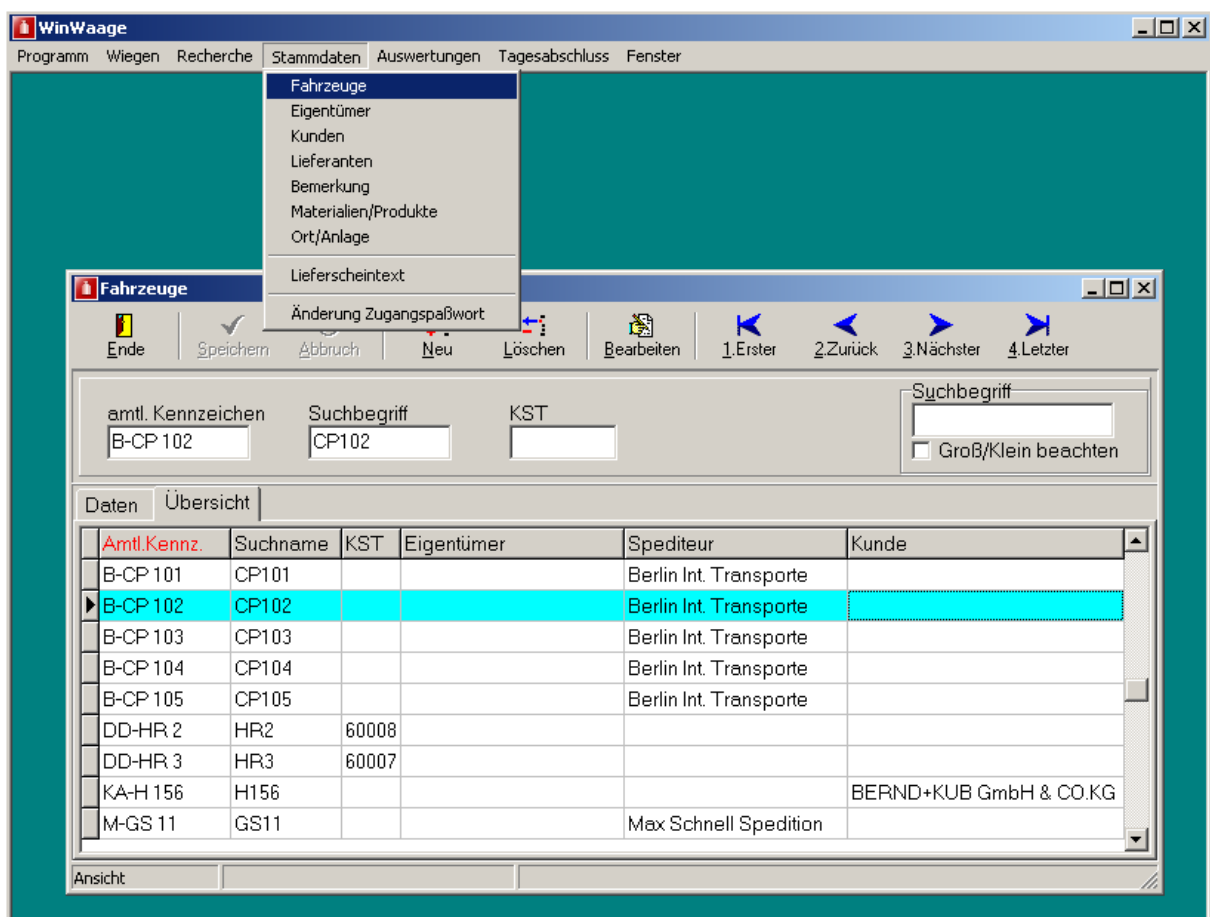 WinWaage
Programm Wiegen Recherche Stammdaten Auswertungen Tagesabschluss Fenster
Fahrzeuge
Eigentümer
Kunden
Lieferanten
Bemerkung
Materialien/Produkte
Ort/Anlage
Lieferscheintext
Änderung Zugangspaßwort
Fahrzeuge
Ende Speichern Abbruch Neu Löschen Bearbeiten 1.Erster 2.Zurück 3.Nächster 4.Letzter
amtl. Kennzeichen Suchbegriff KST Suchbegriff
B-CP 102 CP102
Groß/Klein beachten
Daten Übersicht
Amtl.Kennz. Suchname KST Eigentümer Spediteur Kunde
B-CP 101 CP101 Berlin Int. Transporte
B-CP 102 CP102 Berlin Int. Transporte
B-CP 103 CP103 Berlin Int. Transporte
B-CP 104 CP104 Berlin Int. Transporte
B-CP 105 CP105 Berlin Int. Transporte
DD-HR 2 HR2 60008
DD-HR 3 HR3 60007
KA-H 156 H156 BERND+KUB GmbH & CO.KG
M-GS 11 GS11 Max Schnell Spedition
Ansicht